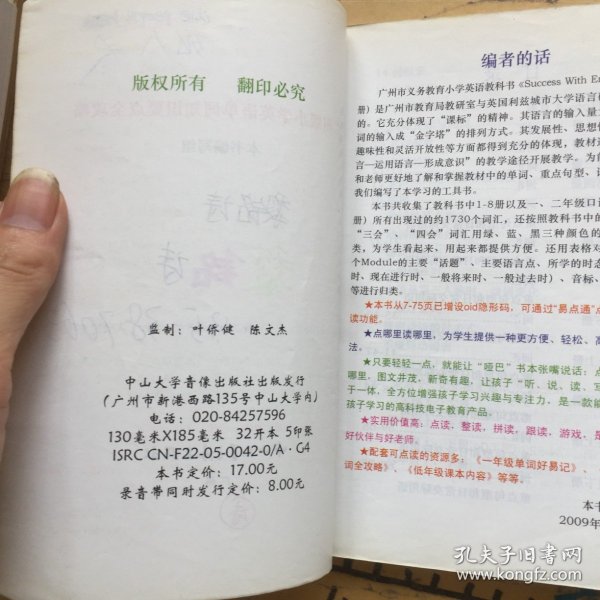 版权所有 翻印必究
监制：叶侨健 陈文杰
中山大学音像出版社出版发行
(广州市新港西路135号中山大学内)
电话：020-84257596
130毫米X185毫米 32开本 5印张
ISRC CN-F22-05-0042-0/A·G4
本书定价：17.00元
录音带同时发行定价：8.00元
编者的话
广州市义务教育小学英语教科书《Success With En
册）是广州市教育局教研室与英国利兹城市大学语言
的。它充分体现了“课标”的精神。其语言的输入量
词的输入成“金字塔”的排列方式。其发展性、思想
趣味性和灵活开放性等方面都得到充分的体现，教材
言—运用语言—形成意识”的教学途径开展教学。为
和老师更好地了解和掌握教材中的单词、重点句型、
我们编写了本学习的工具书。
本书共收集了教科书中1-8册以及一、二年级口
册）所有出现过的约1730个词汇，还按照教科书中的
“三会”、“四会”词汇用绿、蓝、黑三种颜色的
类，为学生看起来，用起来都提供方便。还用表格
个Module的主要“话题”、主要语言点、所学的时态
时、现在进行时、一般将来时、一般过去时）、音标、
等进行归类。
★本书从7-75页已增设oid隐形码，可通过“易点通”点
读功能。
★点哪里读哪里，为学生提供一种更方便、轻松、高
法。
★只要轻轻一点，就能让“哑巴”书本张嘴说话：点
哪里，图文并茂，新奇有趣，让孩子“听、说、读、写
于一体，全方位增强孩子学习兴趣与专注力，是一款能
孩子学习的高科技电子教育产品。
★实用价值高：点读，整读，拼读，跟读，游戏，是
好伙伴与好老师。
★配套可点读的资源多：《一年级单词好易记》、
词全攻略》、《低年级课本内容》等等。
本书
2009年
孔夫子旧书网
www.kongfz.com